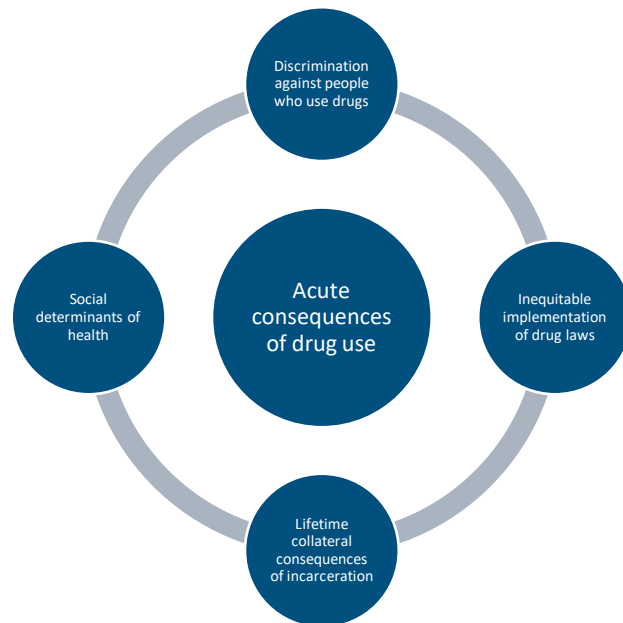 Discrimination
against people
who use drugs
Social
determinants of
health
Acute
consequences
of drug use
Inequitable
implementation
of drug laws
Lifetime
collateral
consequences
of incarceration